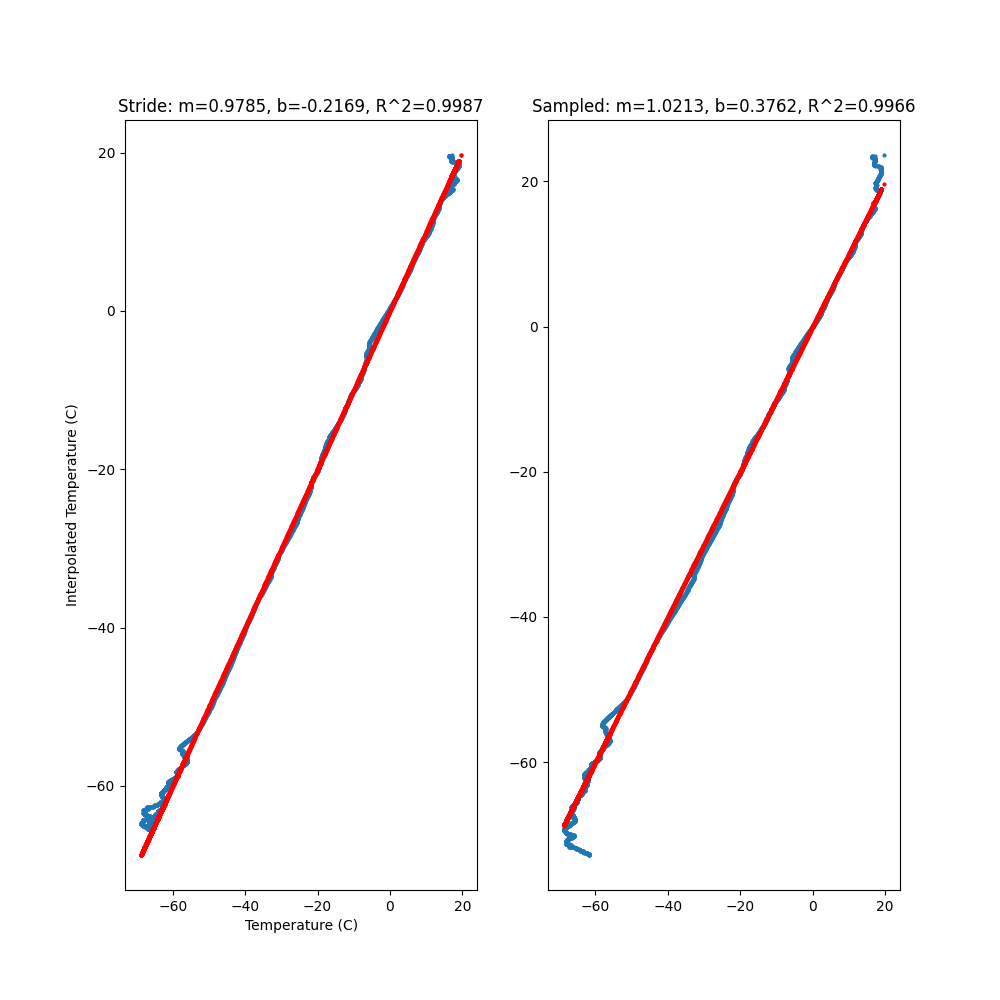 Stride: m=0.9785, b=-0.2169, R^2=0.9987
Interpolated Temperature (C)
20
0
−20
−40
−60
−60 −40 −20 0 20
Temperature (C)
Sampled: m=1.0213, b=0.3762, R^2=0.9966
20
0
−20
−40
−60
−60 −40 −20 0 20